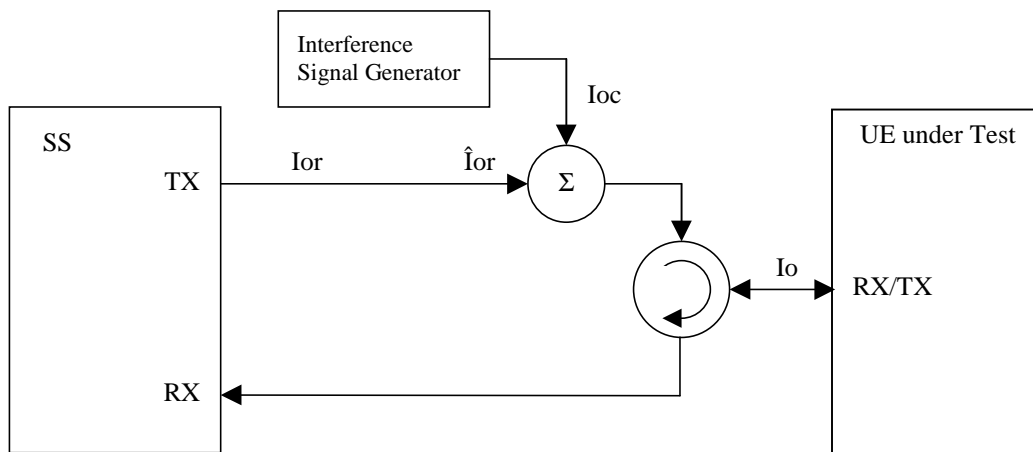 Interference
Signal Generator
Ioc
SS
UE under Test
TX
Ior
Îor
Σ
Io
RX/TX
RX